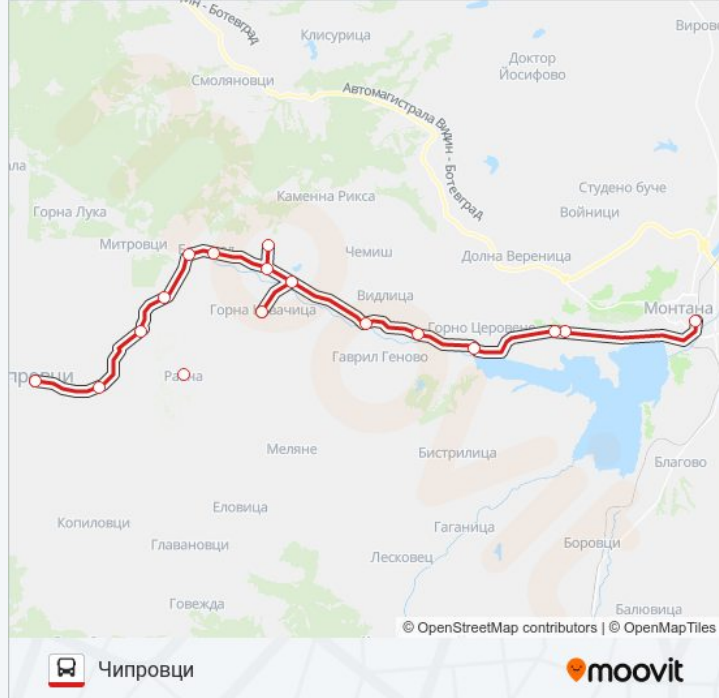 Видин - Ботевград
Клисурица
Доктор
Йосифово
Смоляновци
Автомагистрала Видин - Ботевград
Студено буче
Каменна Рикса
Горна Лука
Войници
Митровци
Чемиш
Долна Вереница
Видлица
Монтана
Горно Церовене
Гаврил Геново
Меляне
Бистрилица
Благово
Еловица
Копиловци
Гаганица
Главановци
Боровци
Лесковец
Говежда
Балювица
© OpenStreetMap contributors | © OpenMapTiles
Чипровци
moovit